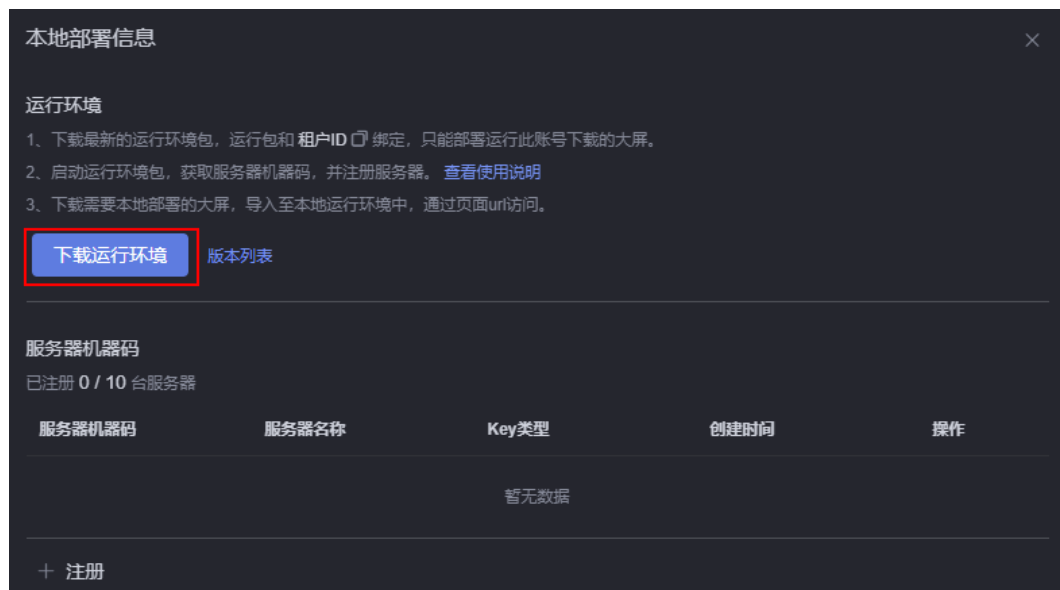 本地部署信息
运行环境
1、下载最新的运行环境包，运行包和 租户ID 绑定，只能部署运行此账号下载的大屏。
2、启动运行环境包，获取服务器机器码，并注册服务器。 查看使用说明
3、下载需要本地部署的大屏，导入至本地运行环境中，通过页面url访问。
下载运行环境 版本列表
服务器机器码
已注册 0 / 10 台服务器
服务器机器码 服务器名称 Key类型 创建时间 操作
暂无数据
+ 注册